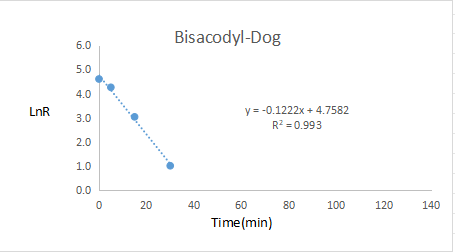 Bisacodyl-Dog
6.0
5.0
4.0
3.0
2.0
1.0
0.0
LnR
y = -0.1222x + 4.7582
R² = 0.993
0 20 40 60 80 100 120 140
Time(min)